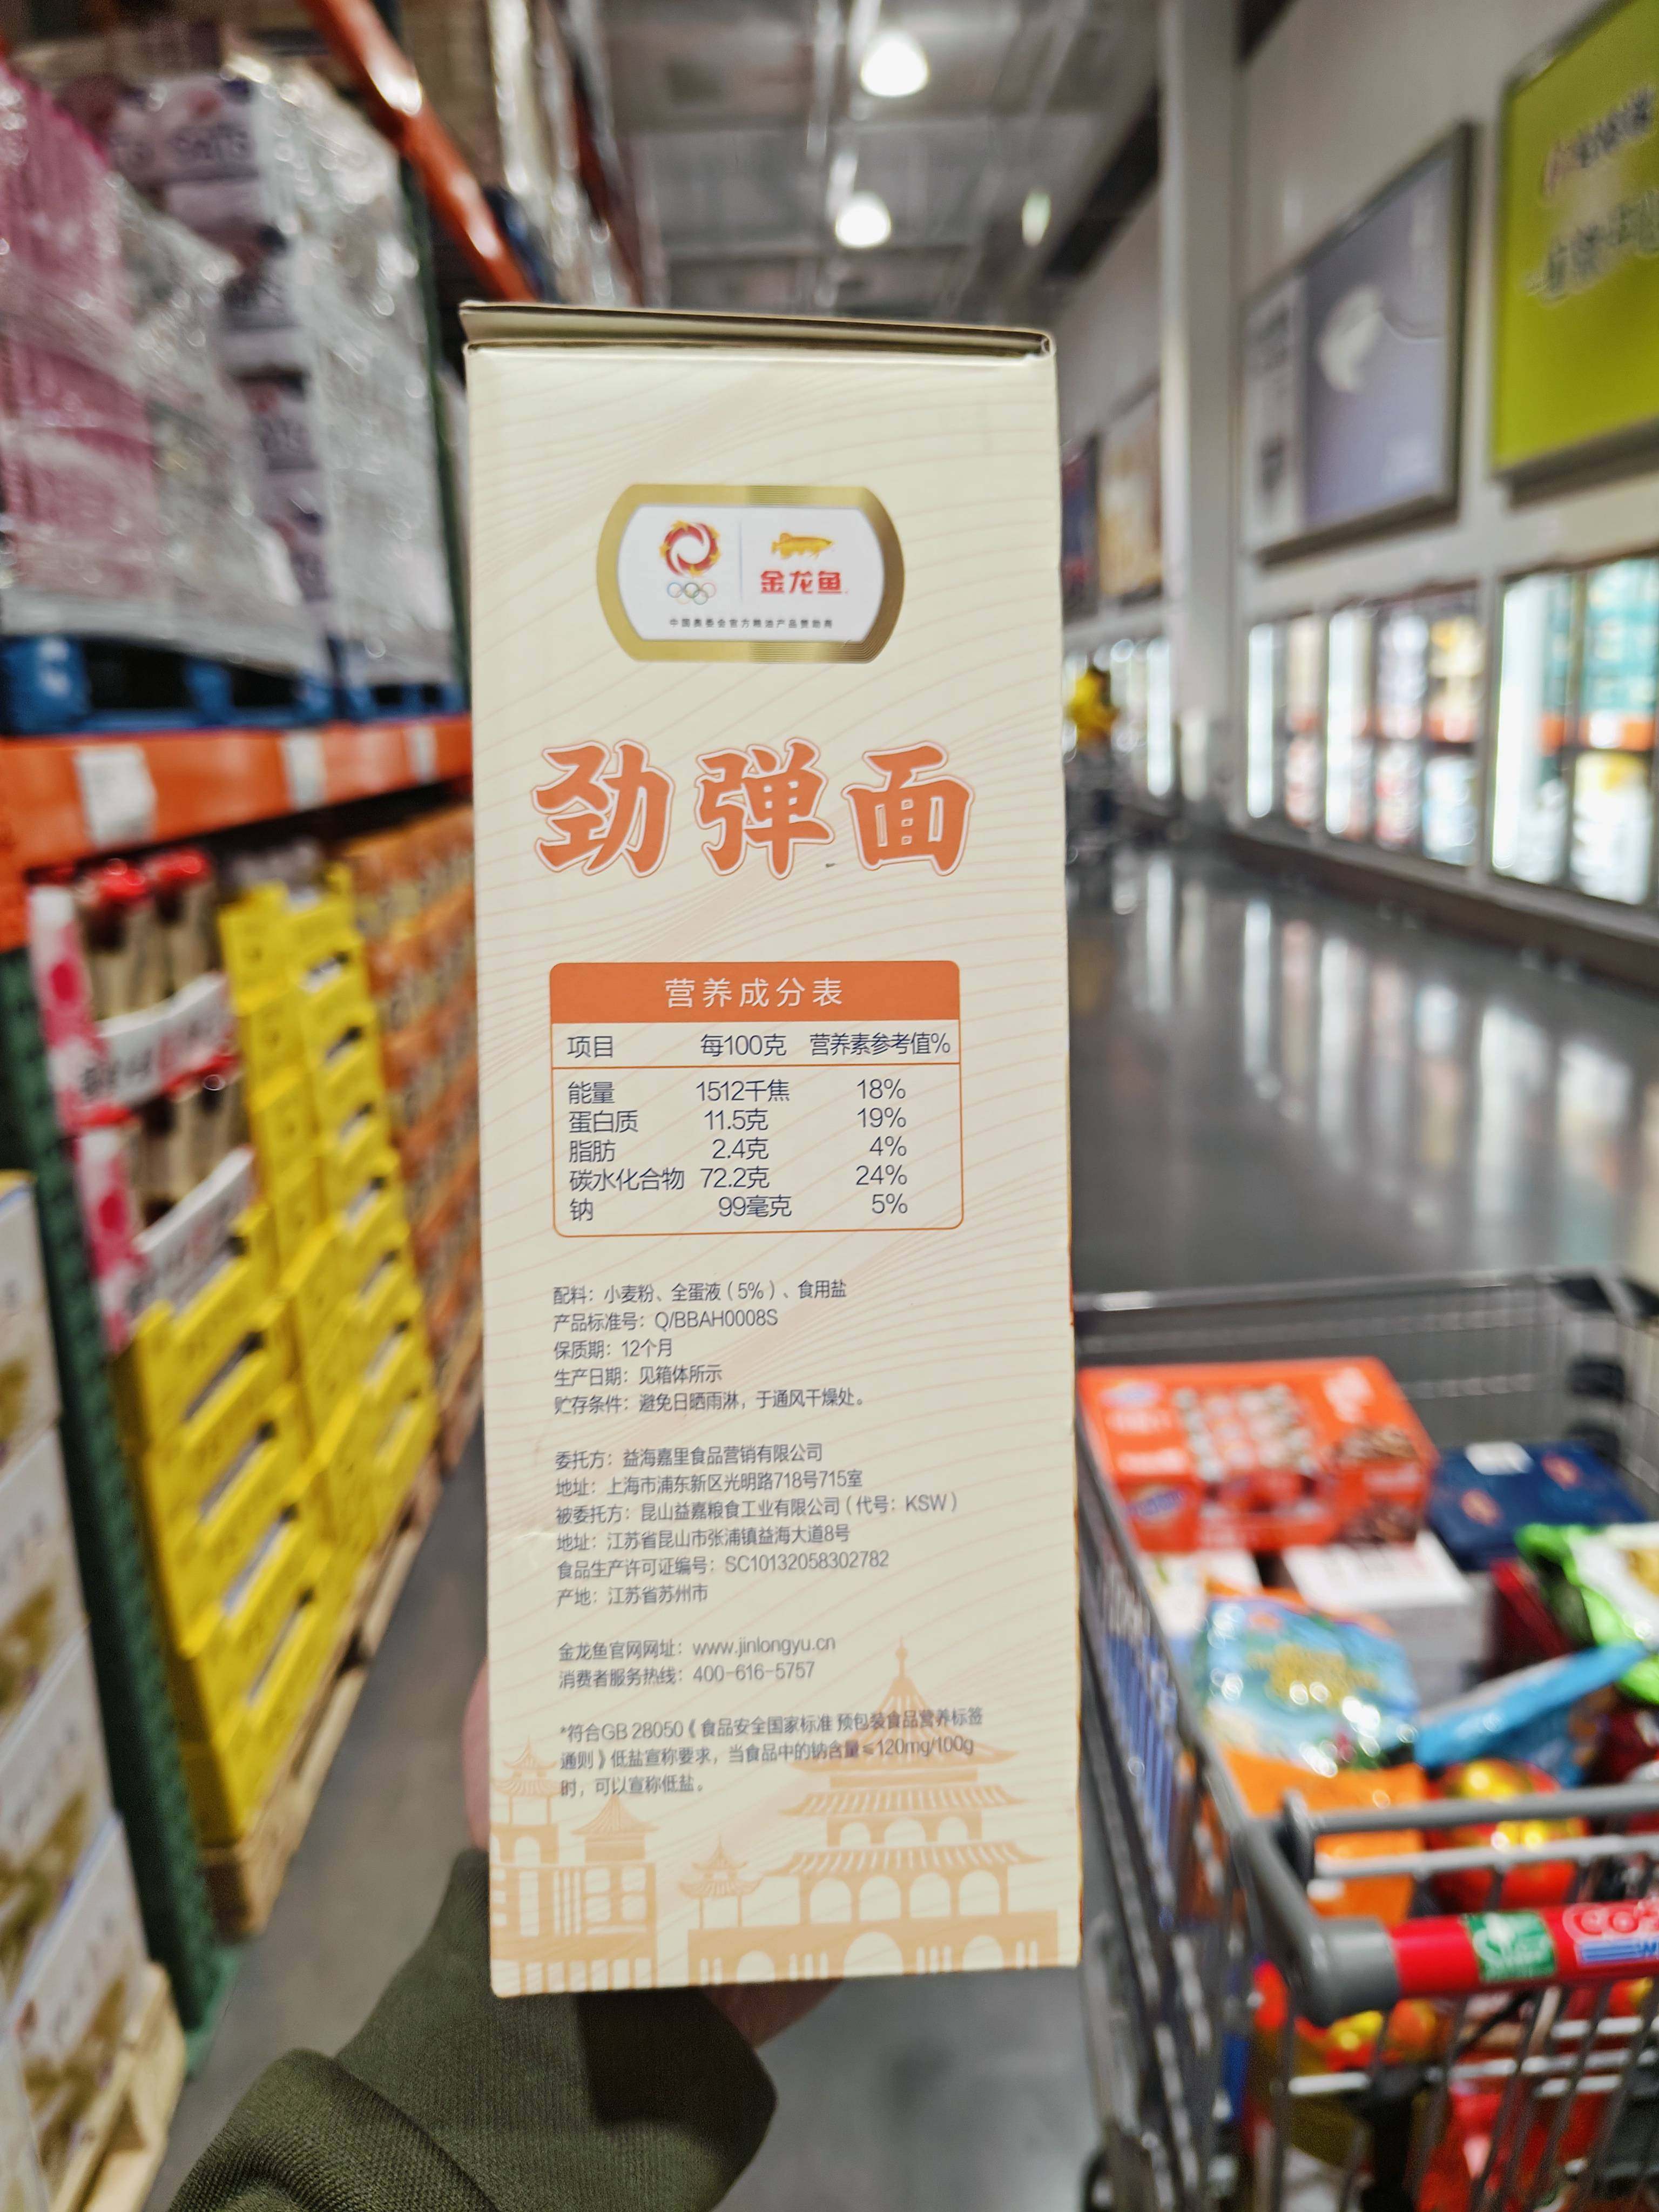 金龙鱼
中国奥委会官方粮油产品赞助商
劲弹面
营养成分表
项目 每100克 营养素参考值%
能量 1512千焦 18%
蛋白质 11.5克 19%
脂肪 2.4克 4%
碳水化合物 72.2克 24%
钠 99毫克 5%
配料：小麦粉、全蛋液（5%）、食用盐
产品标准号：Q/BBAH0008S
保质期：12个月
生产日期：见箱体所示
贮存条件：避免日晒雨淋，于通风干燥处。
委托方：益海嘉里食品营销有限公司
地址：上海市浦东新区光明路718号715室
被委托方：昆山益嘉粮食工业有限公司（代号：KSW）
地址：江苏省昆山市张浦镇益海大道8号
食品生产许可证编号：SC10132058302782
产地：江苏省苏州市
金龙鱼官网网址：www.jinlongyu.cn
消费者服务热线：400-616-5757
*符合GB 28050《食品安全国家标准 预包装食品营养标签
通则》低盐宣称要求，当食品中的钠含量≤120mg/100g
时，可以宣称低盐。